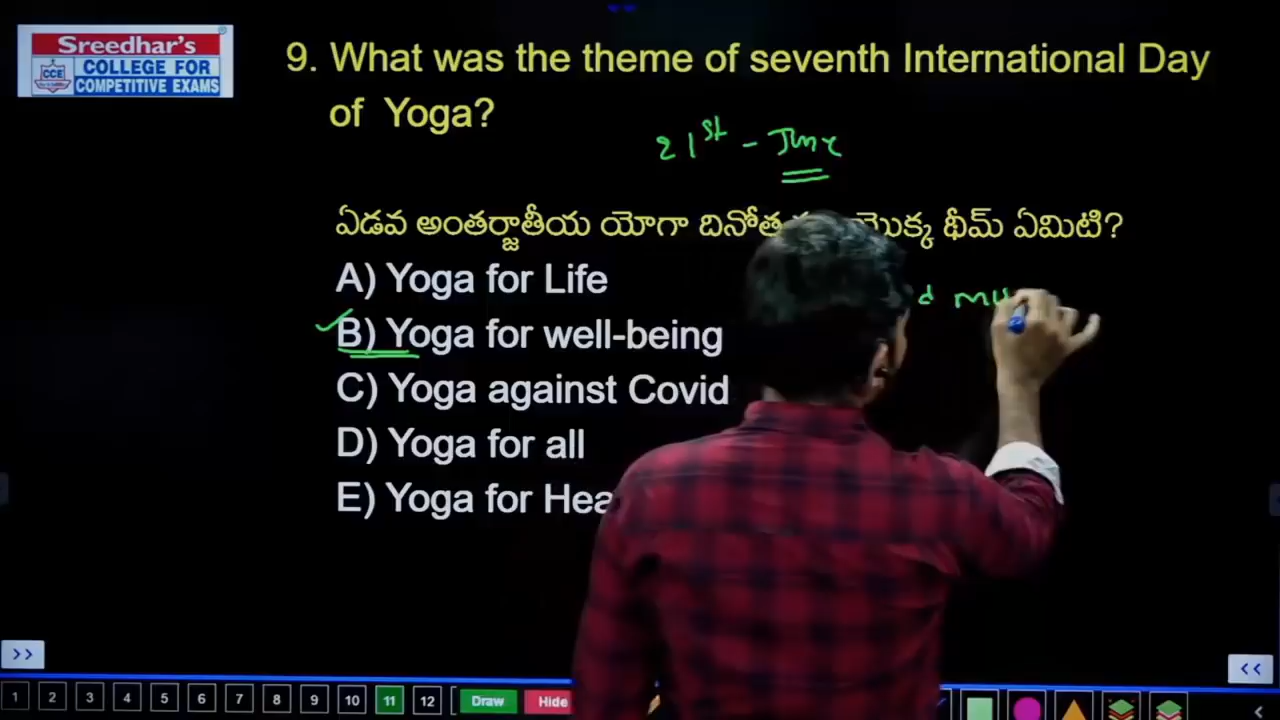 Sreedhar's
CCE
COLLEGE FOR
COMPETITIVE EXAMS
9. What was the theme of seventh International Day
of Yoga?
21st - June
ఏడవ అంతర్జాతీయ యోగా దినోత యొక్క థీమ్ ఏమిటి?
A) Yoga for Life
B) Yoga for well-being
C) Yoga against Covid
D) Yoga for all
E) Yoga for Hea
>>
<<
1 2 3 4 5 6 7 8 9 10 11 12 Draw Hide
<